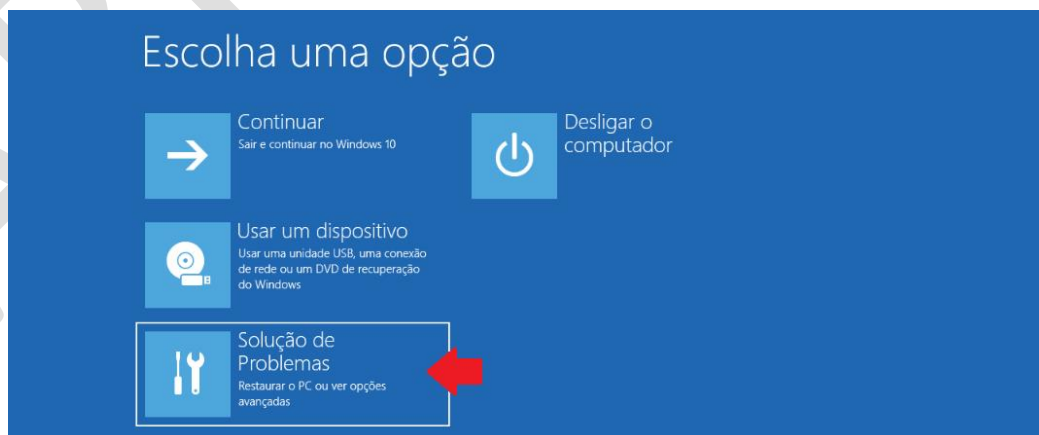 Escolha uma opção
Continuar
Sair e continuar no Windows 10
Desligar o
computador
Usar um dispositivo
Usar uma unidade USB, uma conexão
de rede ou um DVD de recuperação
do Windows
Solução de
Problemas
Restaurar o PC ou ver opções
avançadas